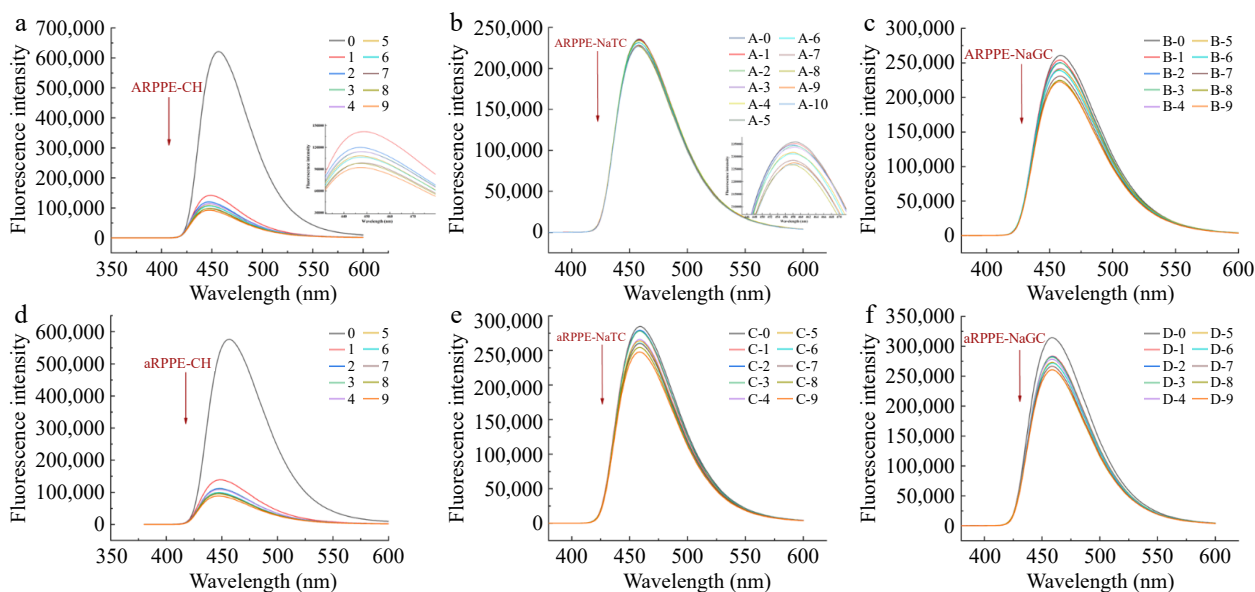 a
Fluorescence intensity
700,000
600,000
500,000
400,000
300,000
200,000
100,000
0
ARPPE-CH
0 5
1 6
2 7
3 8
4 9
Fluorescence intensity
Wavelength (nm)
350 400 450 500 550 600
Wavelength (nm)
b
Fluorescence intensity
250,000
200,000
150,000
100,000
50,000
0
ARPPE-NaTC
A-0 A-6
A-1 A-7
A-2 A-8
A-3 A-9
A-4 A-10
A-5
Fluorescence intensity
Wavelength (nm)
400 450 500 550 600
Wavelength (nm)
c
Fluorescence intensity
300,000
250,000
200,000
150,000
100,000
50,000
0
ARPPE-NaGC
B-0 B-5
B-1 B-6
B-2 B-7
B-3 B-8
B-4 B-9
400 450 500 550 600
Wavelength (nm)
d
Fluorescence intensity
600,000
500,000
400,000
300,000
200,000
100,000
0
aRPPE-CH
0 5
1 6
2 7
3 8
4 9
350 400 450 500 550 600
Wavelength (nm)
e
Fluorescence intensity
300,000
250,000
200,000
150,000
100,000
50,000
0
aRPPE-NaTC
C-0 C-5
C-1 C-6
C-2 C-7
C-3 C-8
C-4 C-9
400 450 500 550 600
Wavelength (nm)
f
Fluorescence intensity
350,000
300,000
250,000
200,000
150,000
100,000
50,000
0
aRPPE-NaGC
D-0 D-5
D-1 D-6
D-2 D-7
D-3 D-8
D-4 D-9
400 450 500 550 600
Wavelength (nm)